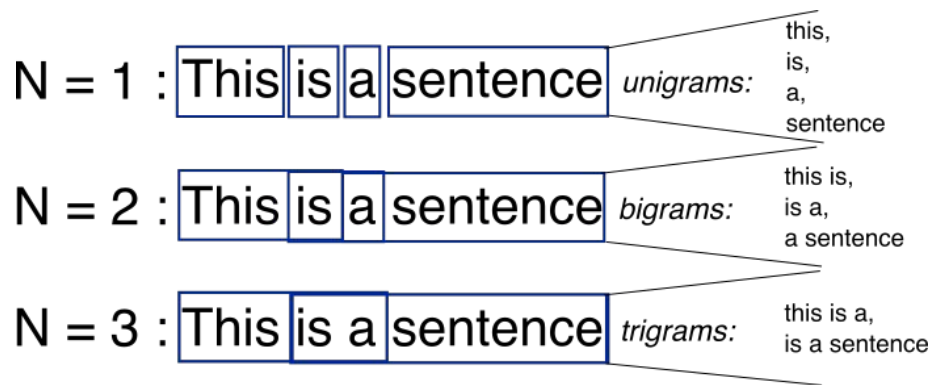 N = 1 : This is a sentence
unigrams:
this,
is,
a,
sentence
N = 2 : This is a sentence
bigrams:
this is,
is a,
a sentence
N = 3 : This is a sentence
trigrams:
this is a,
is a sentence